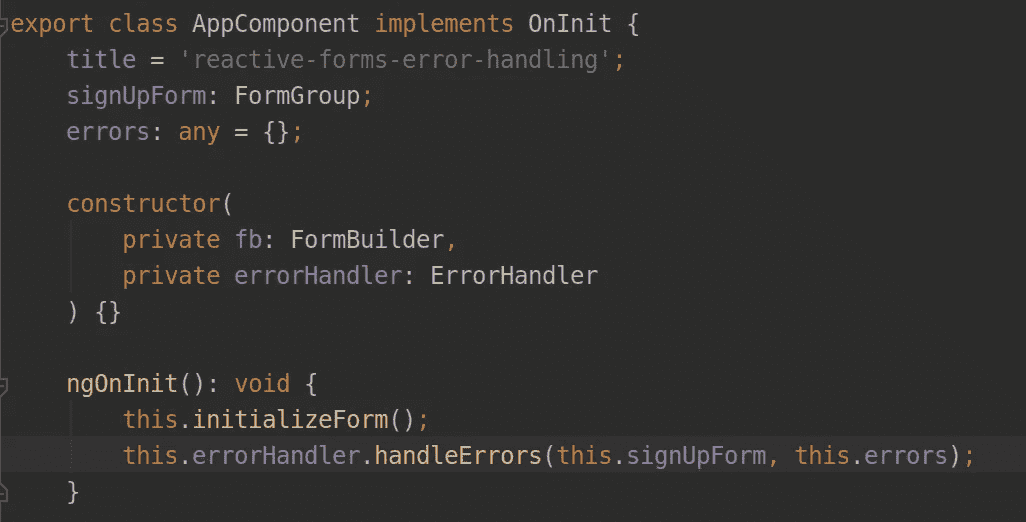 export class AppComponent implements OnInit {
title = 'reactive-forms-error-handling';
signUpForm: FormGroup;
errors: any = {};
constructor(
private fb: FormBuilder,
private errorHandler: ErrorHandler
) {}
ngOnInit(): void {
this.initializeForm();
this.errorHandler.handleErrors(this.signUpForm, this.errors);
}